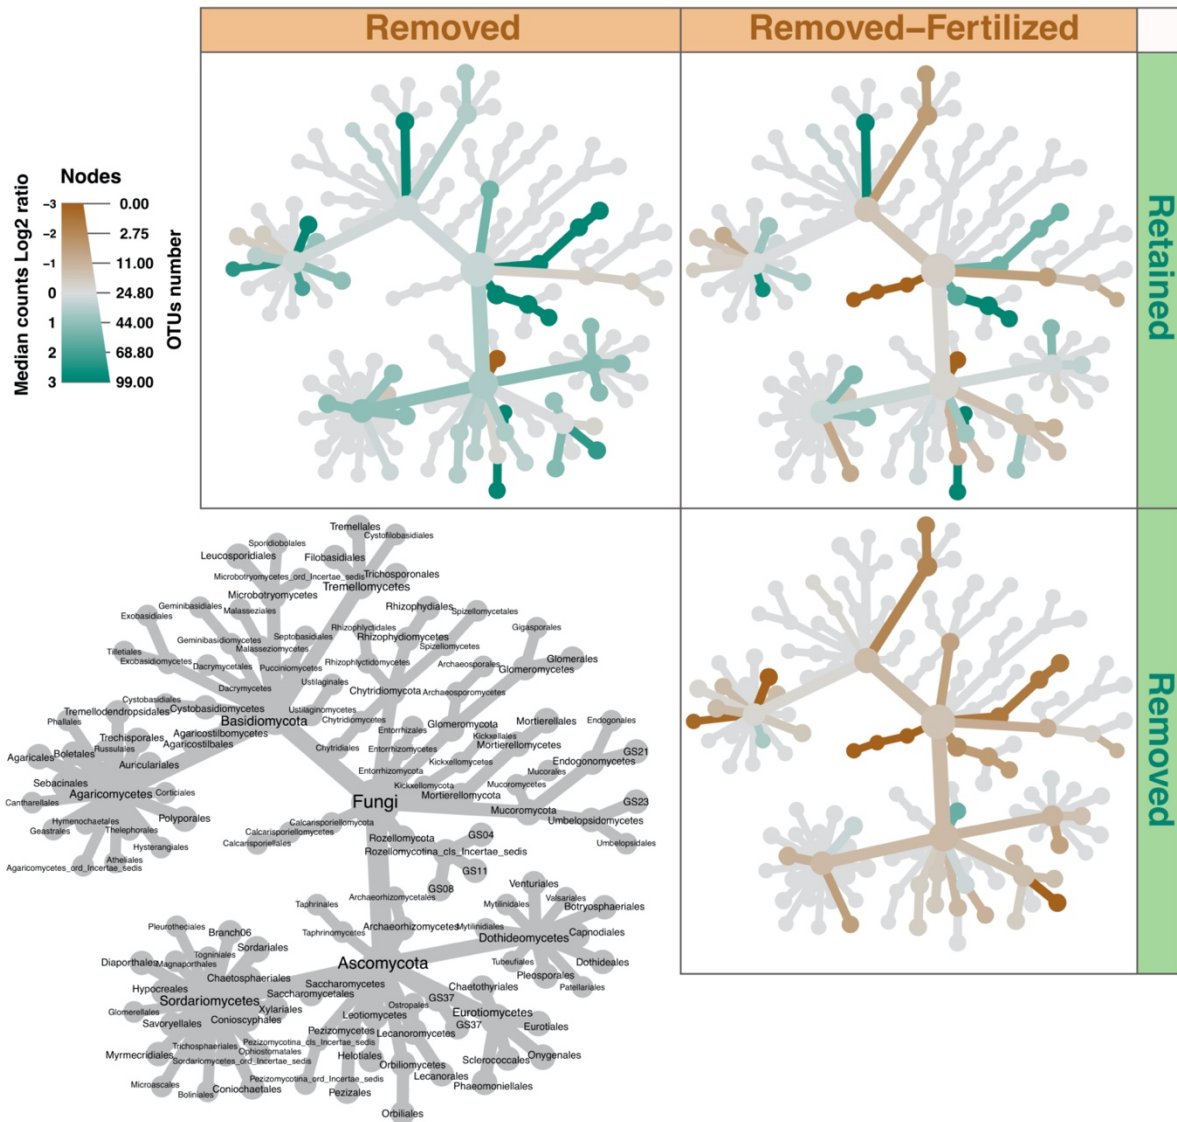 Removed
Removed–Fertilized
Retained
Removed
Nodes
Median counts Log2 ratio
OTUs number
-3 0.00
-2 2.75
-1 11.00
0 24.80
1 44.00
2 68.80
3 99.00
Tremellales
Cystofilobasidiales
Sporidiobolales
Leucosporidiales
Filobasidiales
Microbotryomycetes_ord_Incertae_sedis
Trichosporonales
Tremellomycetes
Microbotryomycetes
Geminibasidiales
Malasseziales
Rhizophydiales
Spizellomycetales
Exobasidiales
Rhizophlyctidales
Gigasporales
Geminibasidiomycetes
Septobasidiales
Rhizophydiomycetes
Malasseziomycetes
Spizellomycetes
Tilletiales
Exobasidiomycetes
Dacrymycetales
Pucciniomycetes
Rhizophlyctidomycetes
Archaeosporales
Glomerales
Glomeromycetes
Ustilaginales
Dacrymycetes
Chytridiomycota
Archaeosporomycetes
Cystobasidiales
Tremellodendropsidales
Cystobasidiomycetes
Ustilaginomycetes
Phallales
Basidiomycota
Chytridiomycetes
Glomeromycota
Mortierellales
Endogonales
Trechisporales
Agaricostilbomycetes
Entorrhizales
Kickxellales
Agaricostilbales
Mortierellomycetes
Agaricales
Boletales
Russulales
Chytridiales
Entorrhizomycetes
GS21
Auriculariales
Kickxellomycetes
Endogonomycetes
Entorrhizomycota
Mucorales
Sebacinales
Kickxellomycota
Mucoromycetes
Agaricomycetes
Corticiales
Mortierellomycota
Cantharellales
Fungi
GS23
Mucoromycota
Hymenochaetales
Polyporales
Calcarisporiellomycota
Umbelopsidomycetes
Geastrales
Thelephorales
Calcarisporiellomycetes
Rozellomycota
GS04
Hysterangiales
Calcarisporiellales
Umbelopsidales
Rozellomycotina_cls_Incertae_sedis
Atheliales
Agaricomycetes_ord_Incertae_sedis
GS11
GS08
Venturiales
Archaeorhizomycetales
Valsariales
Taphrinales
Mytilinidales
Botryosphaeriales
Pleurotheciales
Archaeorhizomycetes
Mytilinidiales
Branch06
Taphrinomycetes
Capnodiales
Dothideomycetes
Sordariales
Togniniales
Diaporthales
Magnaporthales
Ascomycota
Tubeufiales
Dothideales
Chaetosphaeriales
Pleosporales
Hypocreales
Saccharomycetes
Chaetothyriales
Patellariales
Saccharomycetales
GS37
Sordariomycetes
Ostropales
Glomerellales
Xylariales
Leotiomycetes
Eurotiomycetes
Savoryellales
Conioscyphales
GS37
Eurotiales
Pezizomycetes
Lecanoromycetes
Trichosphaeriales
Pezizomycotina_cls_Incertae_sedis
Ophiostomatales
Myrmecridiales
Helotiales
Onygenales
Sordariomycetes_ord_Incertae_sedis
Sclerococcales
Orbiliomycetes
Pezizomycotina_ord_Incertae_sedis
Lecanorales
Microascales
Phaeomoniellales
Coniochaetales
Boliniales
Pezizales
Orbiliales